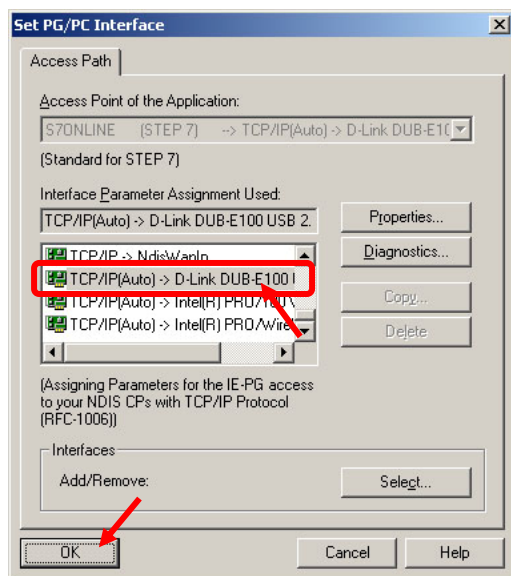 Set PG/PC Interface
Access Path
Access Point of the Application:
S7ONLINE (STEP 7) --> TCP/IP(Auto) -> D-Link DUB-E1(
(Standard for STEP 7)
Interface Parameter Assignment Used:
TCP/IP(Auto) -> D-Link DUB-E100 USB 2.
Properties...
Diagnostics...
TCP/IP -> NdisWanIp
TCP/IP(Auto) -> D-Link DUB-E100 
TCP/IP(Auto) -> Intel(R) PRO/100 
TCP/IP(Auto) -> Intel(R) PRO/Wirel
Copy...
Delete
(Assigning Parameters for the IE-PG access
to your NDIS CPs with TCP/IP Protocol
(RFC-1006))
Interfaces
Add/Remove:
Select...
OK
Cancel
Help